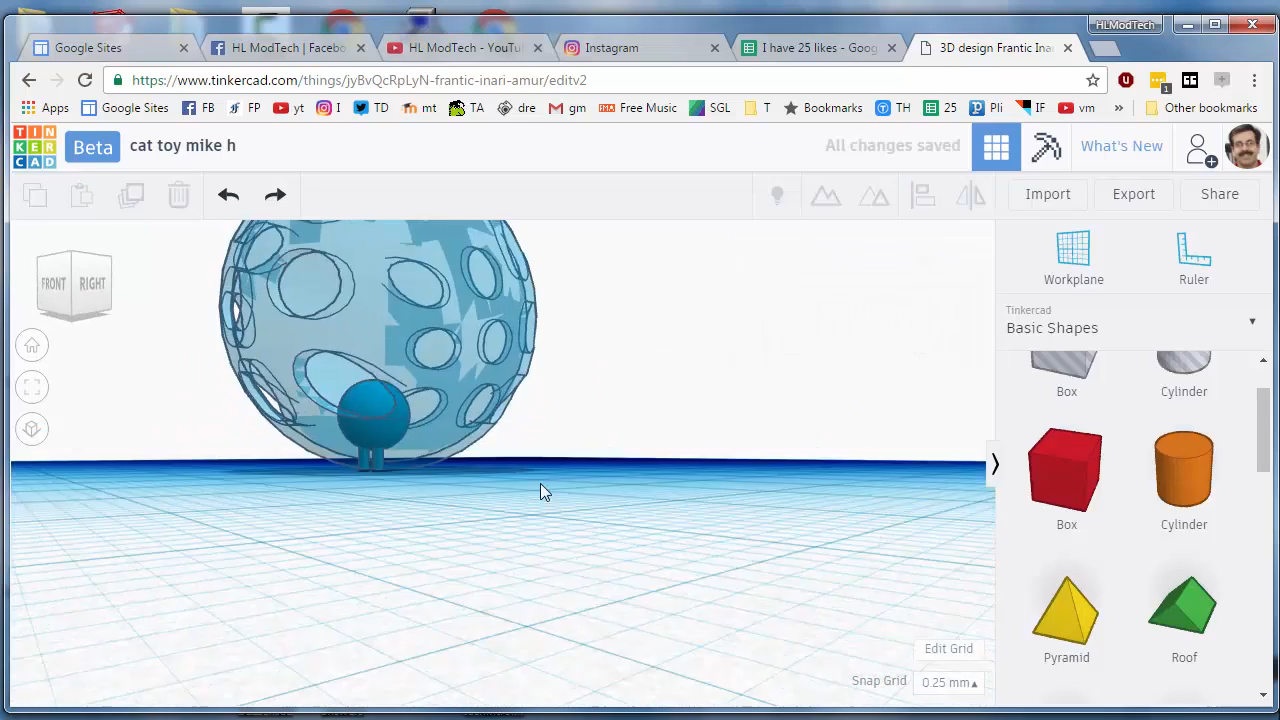 HLModTech
Google Sites
HL ModTech | Facebo
HL ModTech - YouTu
Instagram
I have 25 likes - Goog
3D design Frantic Ina
https://www.tinkercad.com/things/jyBvQcRpLyN-frantic-inari-amur/editv2
1
Apps Google Sites FB FP yt I TD mt TA dre gm Free Music SGL T Bookmarks TH 25 Pli IF vm » Other bookmarks
TIN
KER
CAD
Beta
cat toy mike h
All changes saved
What's New
Import
Export
Share
FRONT
RIGHT
Workplane
Ruler
Tinkercad
Basic Shapes
Box
Cylinder
Box
Cylinder
Pyramid
Roof
Edit Grid
Snap Grid
0.25 mm